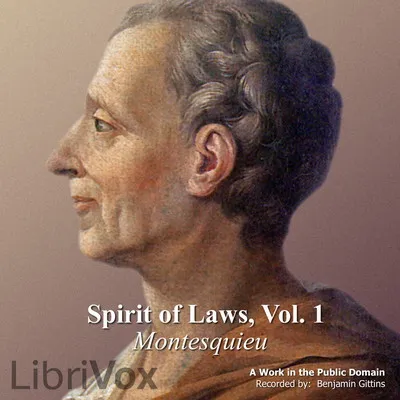 Spirit of Laws, Vol. 1
Montesquieu
A Work in the Public Domain
Recorded by: Benjamin Gittins
LibriVox